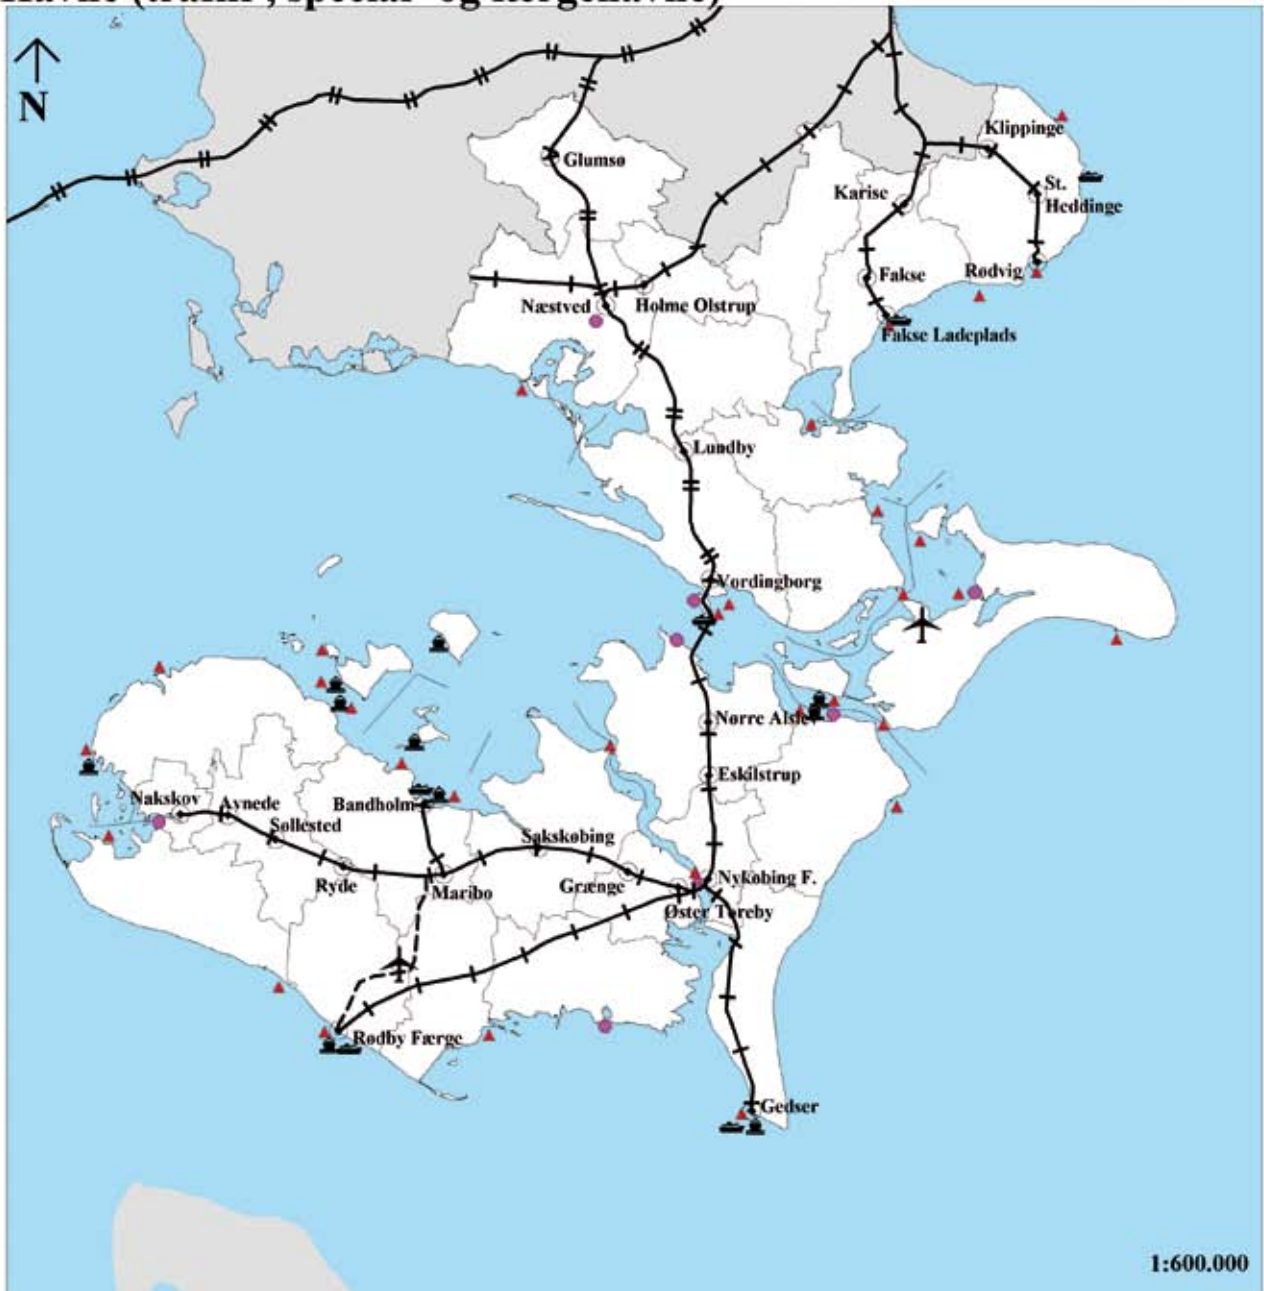 Havne (trafik-, special- og færgehavne)
N
Klippinge
Glumsø
St.
Heddinge
Karise
Fakse
Rødvig
Næstved
Holme Olstrup
Fakse Ladeplads
Lundby
Vordingborg
Nørre Alslev
Eskilstrup
Nakskov
Avnede
Bandholm
Søllested
Sakskøbing
Ryde
Maribo
Grænge
Nykøbing F.
Øster Toreby
Rødby Færge
Gedser
1:600.000